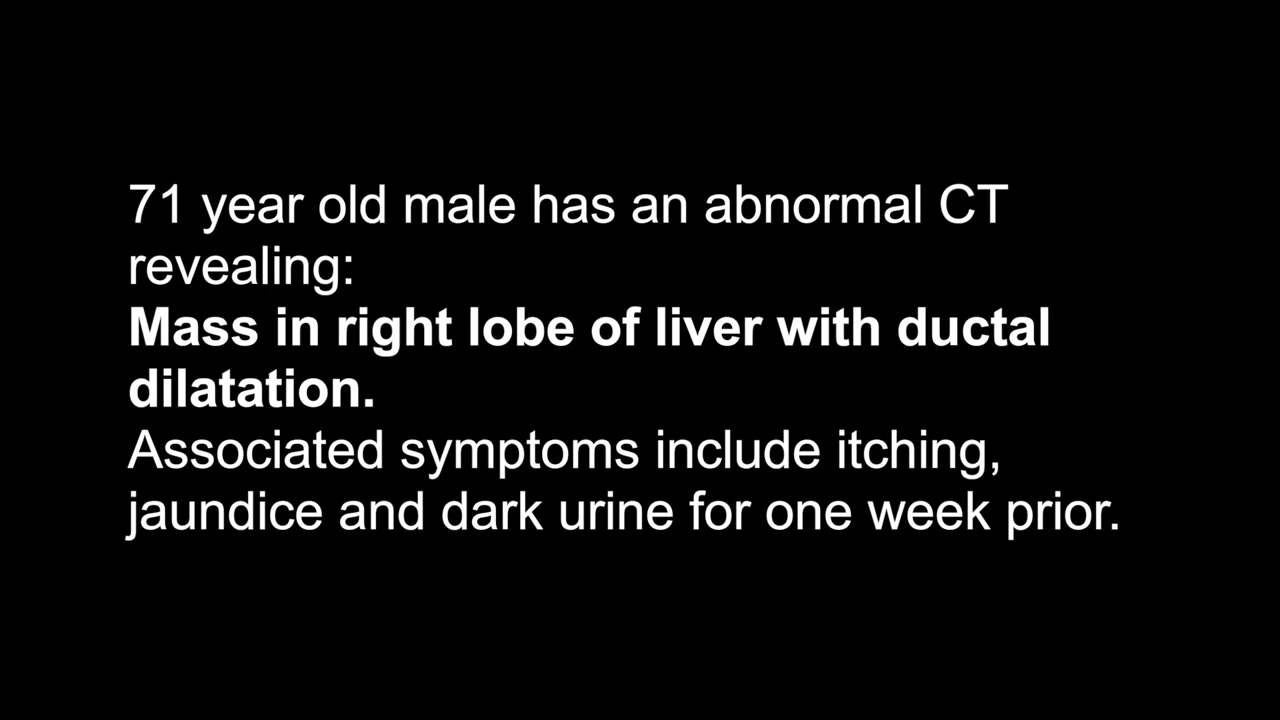 71 year old male has an abnormal CT
revealing:
Mass in right lobe of liver with ductal
dilatation.
Associated symptoms include itching,
jaundice and dark urine for one week prior.